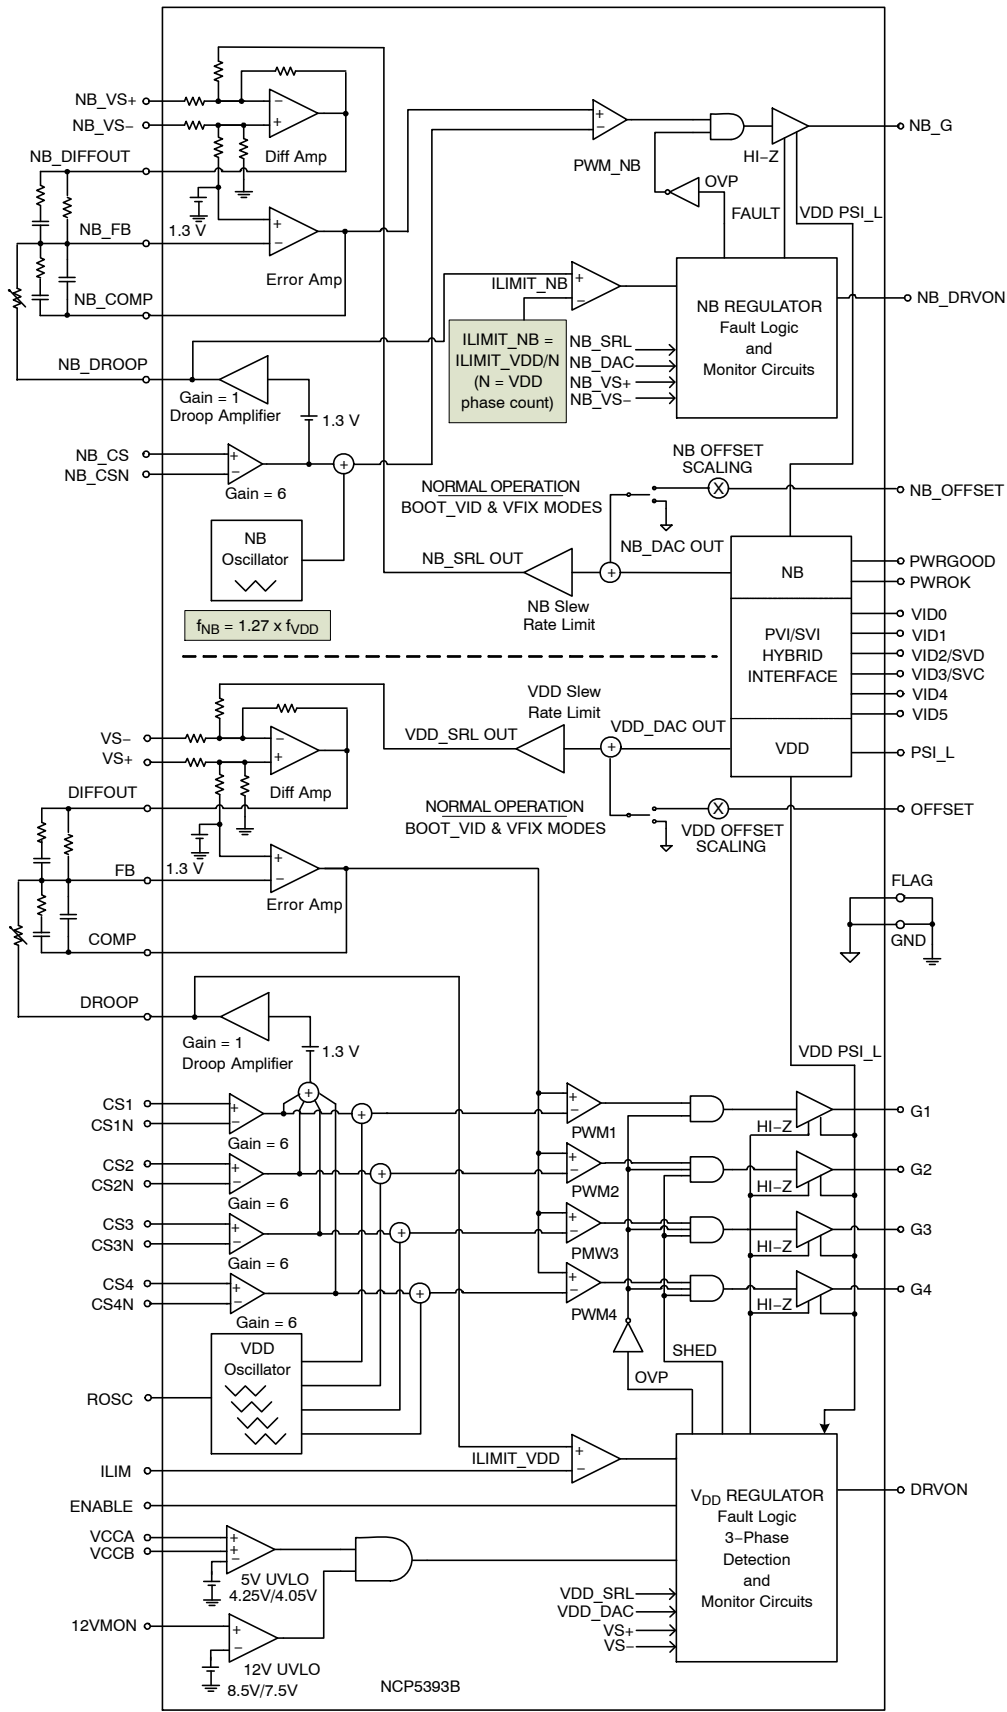 NB_VS+
NB_VS−
NB_DIFFOUT
Diff Amp
−
+
1.3 V
NB_FB
+
−
Error Amp
NB_COMP
NB_DROOP
Gain = 1
Droop Amplifier
1.3 V
NB_CS
NB_CSN
+
−
Gain = 6
+
NB
Oscillator
fNB = 1.27 x fVDD
+
−
PWM_NB
OVP
HI−Z
FAULT
VDD PSI_L
NB_G
ILIMIT_NB
+
−
ILIMIT_NB =
ILIMIT_VDD/N
(N = VDD
phase count)
NB_SRL
NB_DAC
NB_VS+
NB_VS−
NB REGULATOR
Fault Logic
and
Monitor Circuits
NB_DRVON
NB OFFSET
SCALING
X
NB_OFFSET
NORMAL OPERATION
BOOT_VID & VFIX MODES
NB_SRL OUT
NB_DAC OUT
+
NB Slew
Rate Limit
NB
PVI/SVI
HYBRID
INTERFACE
VDD
PWRGOOD
PWROK
VID0
VID1
VID2/SVD
VID3/SVC
VID4
VID5
PSI_L
VDD Slew
Rate Limit
VDD_SRL OUT
VDD_DAC OUT
+
NORMAL OPERATION
BOOT_VID & VFIX MODES
X
VDD OFFSET
SCALING
OFFSET
VS−
VS+
−
+
Diff Amp
DIFFOUT
1.3 V
FB
+
−
Error Amp
COMP
FLAG
GND
DROOP
Gain = 1
Droop Amplifier
1.3 V
VDD PSI_L
+
CS1
CS1N
+
−
Gain = 6
+
+
−
PWM1
HI−Z
G1
CS2
CS2N
+
−
Gain = 6
+
+
−
PWM2
HI−Z
G2
CS3
CS3N
+
−
Gain = 6
+
+
−
PMW3
HI−Z
G3
CS4
CS4N
+
−
Gain = 6
+
+
−
PWM4
HI−Z
G4
VDD
Oscillator
ROSC
SHED
OVP
ILIMIT_VDD
+
−
ILIM
ENABLE
VDD REGULATOR
Fault Logic
3−Phase
Detection
and
Monitor Circuits
DRVON
VCCA
VCCB
+
+
−
5V UVLO
4.25V/4.05V
VDD_SRL
VDD_DAC
VS+
VS−
12VMON
+
−
12V UVLO
8.5V/7.5V
NCP5393B